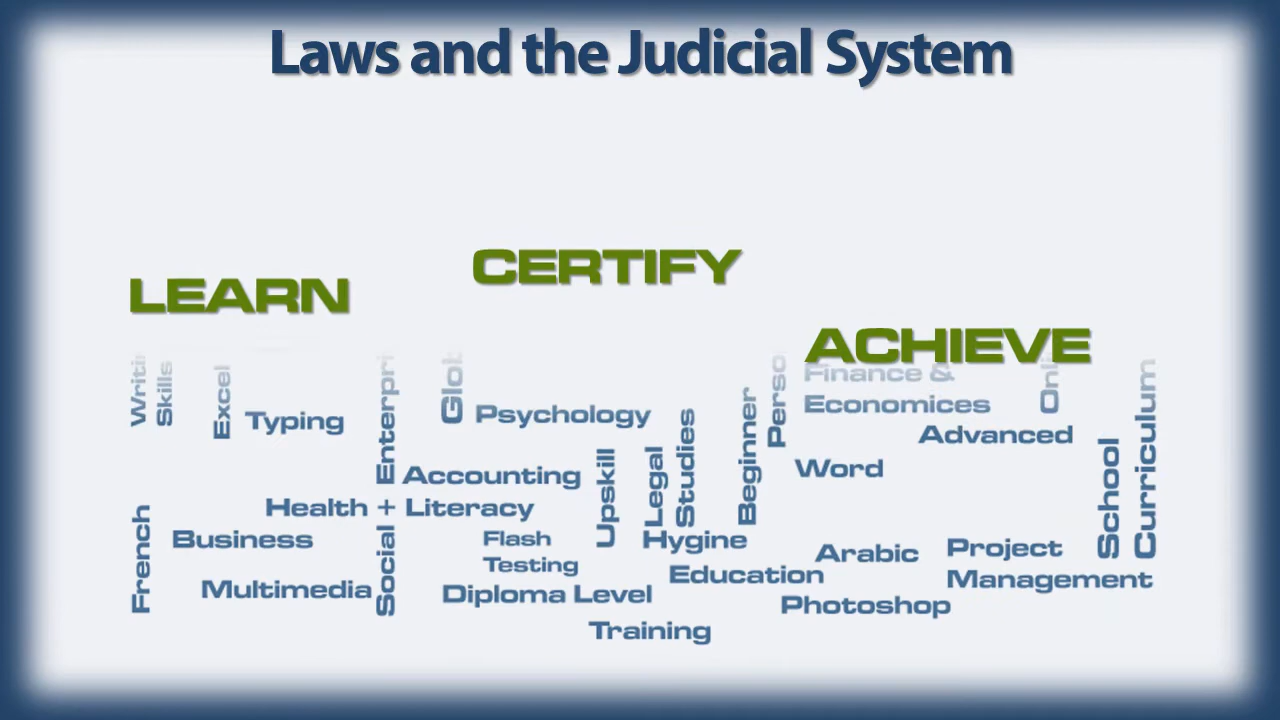 Laws and the Judicial System
CERTIFY
LEARN
ACHIEVE
Skills
Excel
Typing
Psychology
Finance &
Economices
Advanced
Accounting
Upskill
Legal
Studies
Beginner
Word
School
Curriculum
Health + Literacy
French
Business
Social
Flash
Testing
Hygine
Arabic
Project
Management
Education
Multimedia
Diploma Level
Photoshop
Training